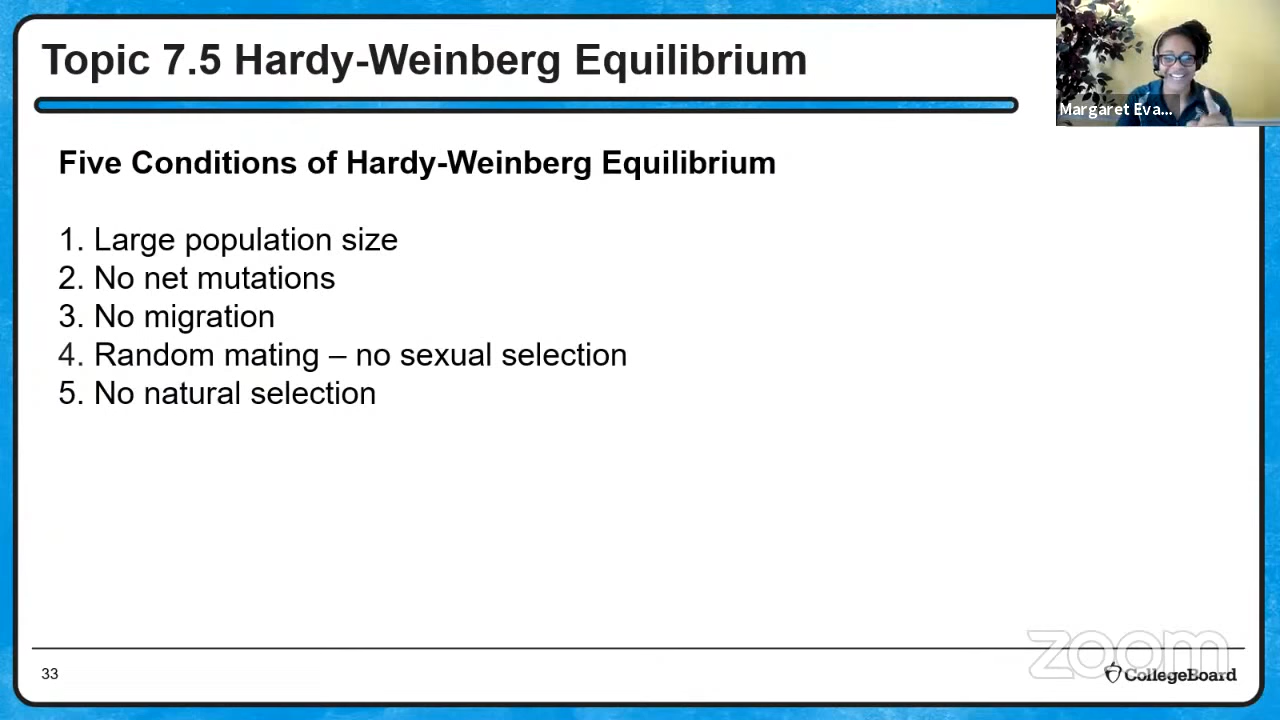 Topic 7.5 Hardy-Weinberg Equilibrium
Margaret Eva...
Five Conditions of Hardy-Weinberg Equilibrium
1. Large population size
2. No net mutations
3. No migration
4. Random mating – no sexual selection
5. No natural selection
zoom
33
CollegeBoard